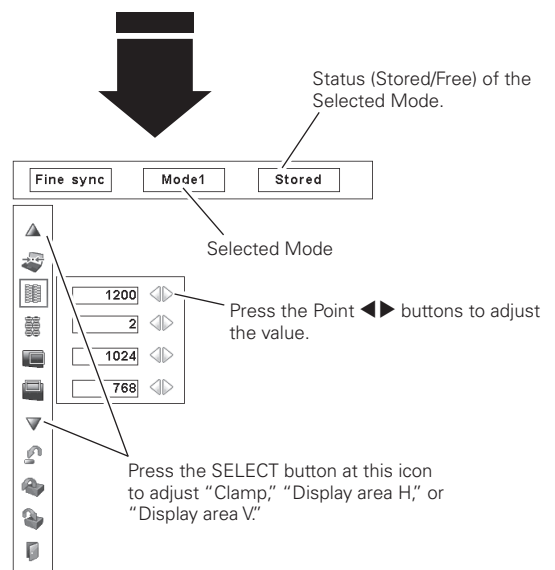 Status (Stored/Free) of the
Selected Mode.
Fine sync
Mode1
Stored
Selected Mode
1200
2
1024
768
Press the Point ◀▶ buttons to adjust
the value.
Press the SELECT button at this icon
to adjust “Clamp,” “Display area H,” or
“Display area V.”